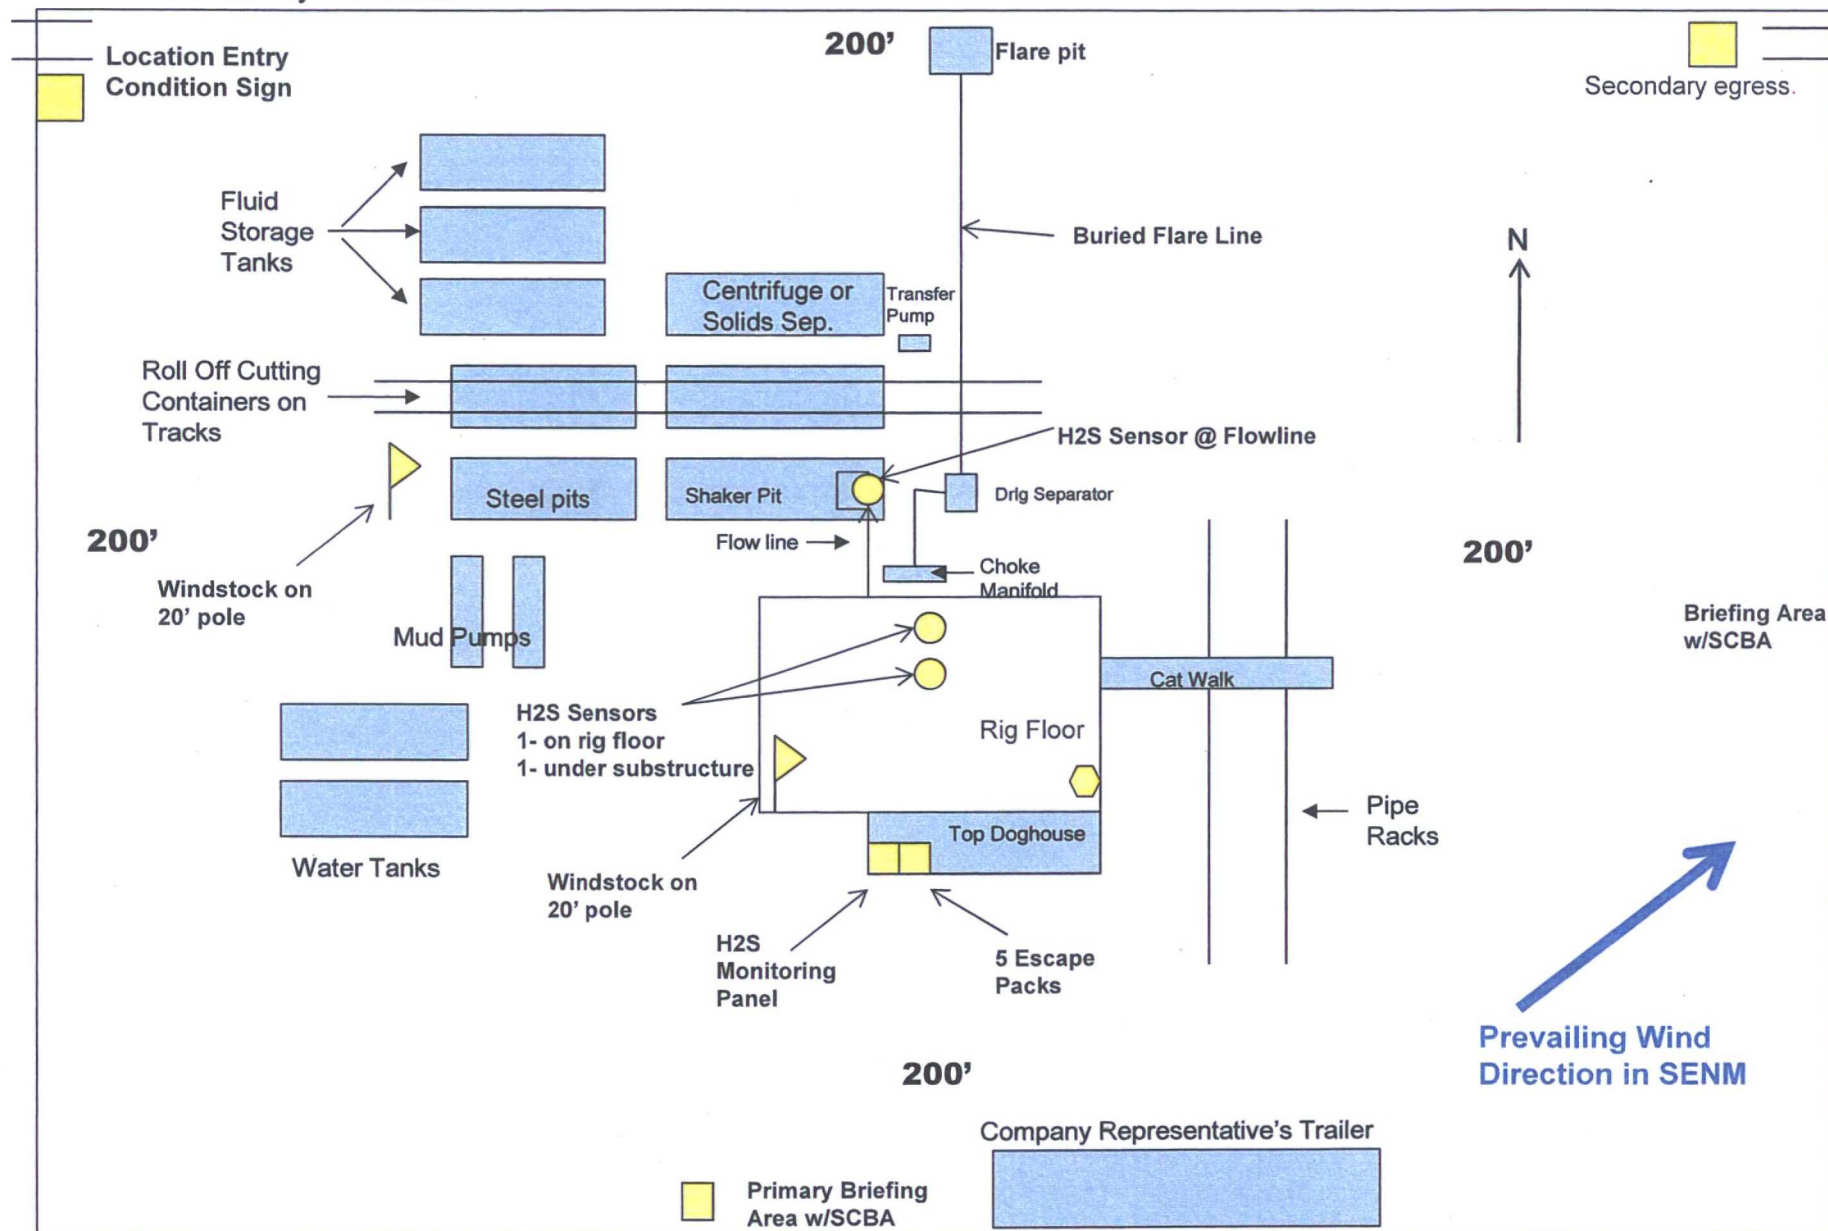 200'
Flare pit
Location Entry
Condition Sign
Secondary egress.
Fluid
Storage
Tanks
Buried Flare Line
N
Centrifuge or
Solids Sep.
Transfer
Pump
Roll Off Cutting
Containers on
Tracks
H2S Sensor @ Flowline
Steel pits
Shaker Pit
Drlg Separator
200'
Flow line
200'
Windstock on
20' pole
Choke
Manifold
Mud Pumps
Briefing Area
w/SCBA
Cat Walk
H2S Sensors
1- on rig floor
1- under substructure
Rig Floor
Pipe
Racks
Top Doghouse
Water Tanks
Windstock on
20' pole
H2S
Monitoring
Panel
5 Escape
Packs
Prevailing Wind
Direction in SENM
200'
Company Representative's Trailer
Primary Briefing
Area w/SCBA